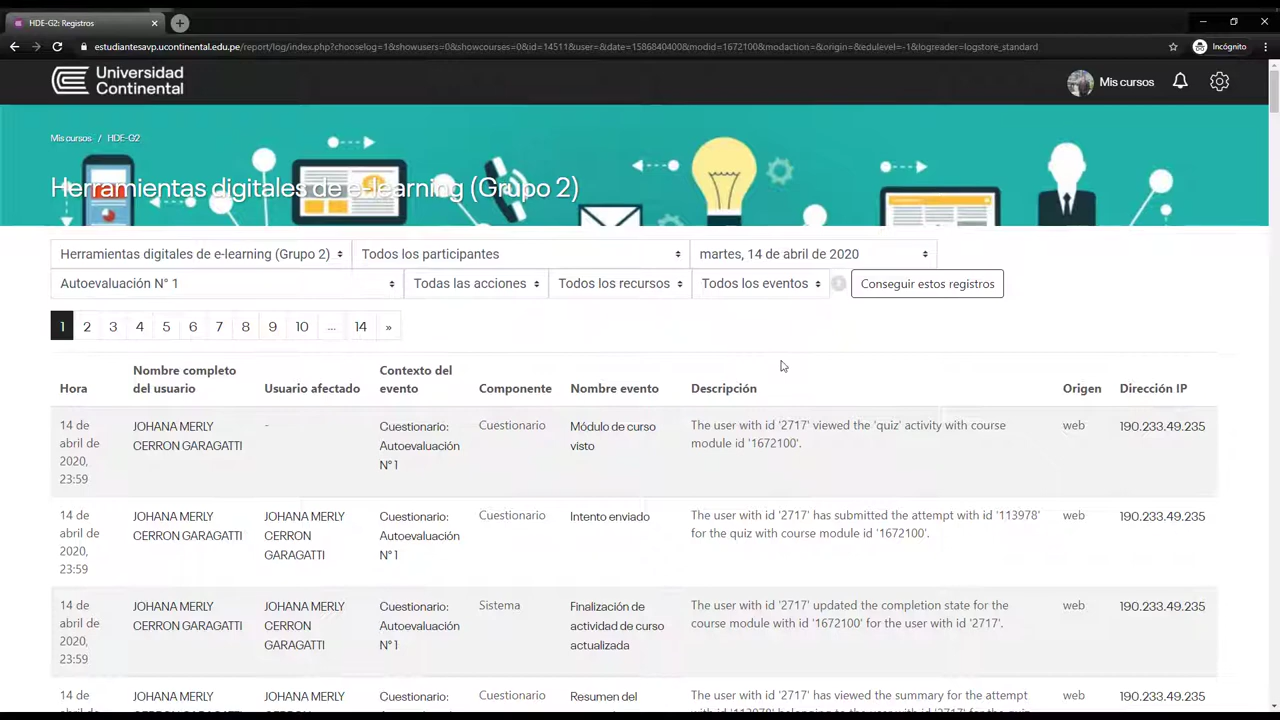 HDE-G2: Registros
estudiantesavp.ucontinental.edu.pe/report/log/index.php?chooselog=1&showusers=0&showcourses=0&id=14511&user=&date=1586840400&modid=1672100&modaction=&origin=&edulevel=-1&logreader=logstore_standard
Incógnito
Universidad
Continental
Mis cursos
Mis cursos / HDE-G2
Herramientas digitales de e-learning (Grupo 2)
Herramientas digitales de e-learning (Grupo 2) Todos los participantes martes, 14 de abril de 2020
Autoevaluación N° 1 Todas las acciones Todos los recursos Todos los eventos Conseguir estos registros
1 2 3 4 5 6 7 8 9 10 ... 14 »
Nombre completo Contexto del
Hora del usuario Usuario afectado evento Componente Nombre evento Descripción Origen Dirección IP
14 de JOHANA MERLY - Cuestionario: Cuestionario Módulo de curso The user with id '2717' viewed the 'quiz' activity with course web 190.233.49.235
abril de CERRON GARAGATTI Autoevaluación visto module id '1672100'.
2020, N° 1
23:59
14 de JOHANA MERLY JOHANA MERLY Cuestionario: Cuestionario Intento enviado The user with id '2717' has submitted the attempt with id '113978' web 190.233.49.235
abril de CERRON GARAGATTI CERRON Autoevaluación for the quiz with course module id '1672100'.
2020, GARAGATTI N° 1
23:59
14 de JOHANA MERLY JOHANA MERLY Cuestionario: Sistema Finalización de The user with id '2717' updated the completion state for the web 190.233.49.235
abril de CERRON GARAGATTI CERRON Autoevaluación actividad de curso course module with id '1672100' for the user with id '2717'.
2020, GARAGATTI N° 1 actualizada
23:59
14 de JOHANA MERLY JOHANA MERLY Cuestionario: Cuestionario Resumen del The user with id '2717' has viewed the summary for the attempt web 190.233.49.235